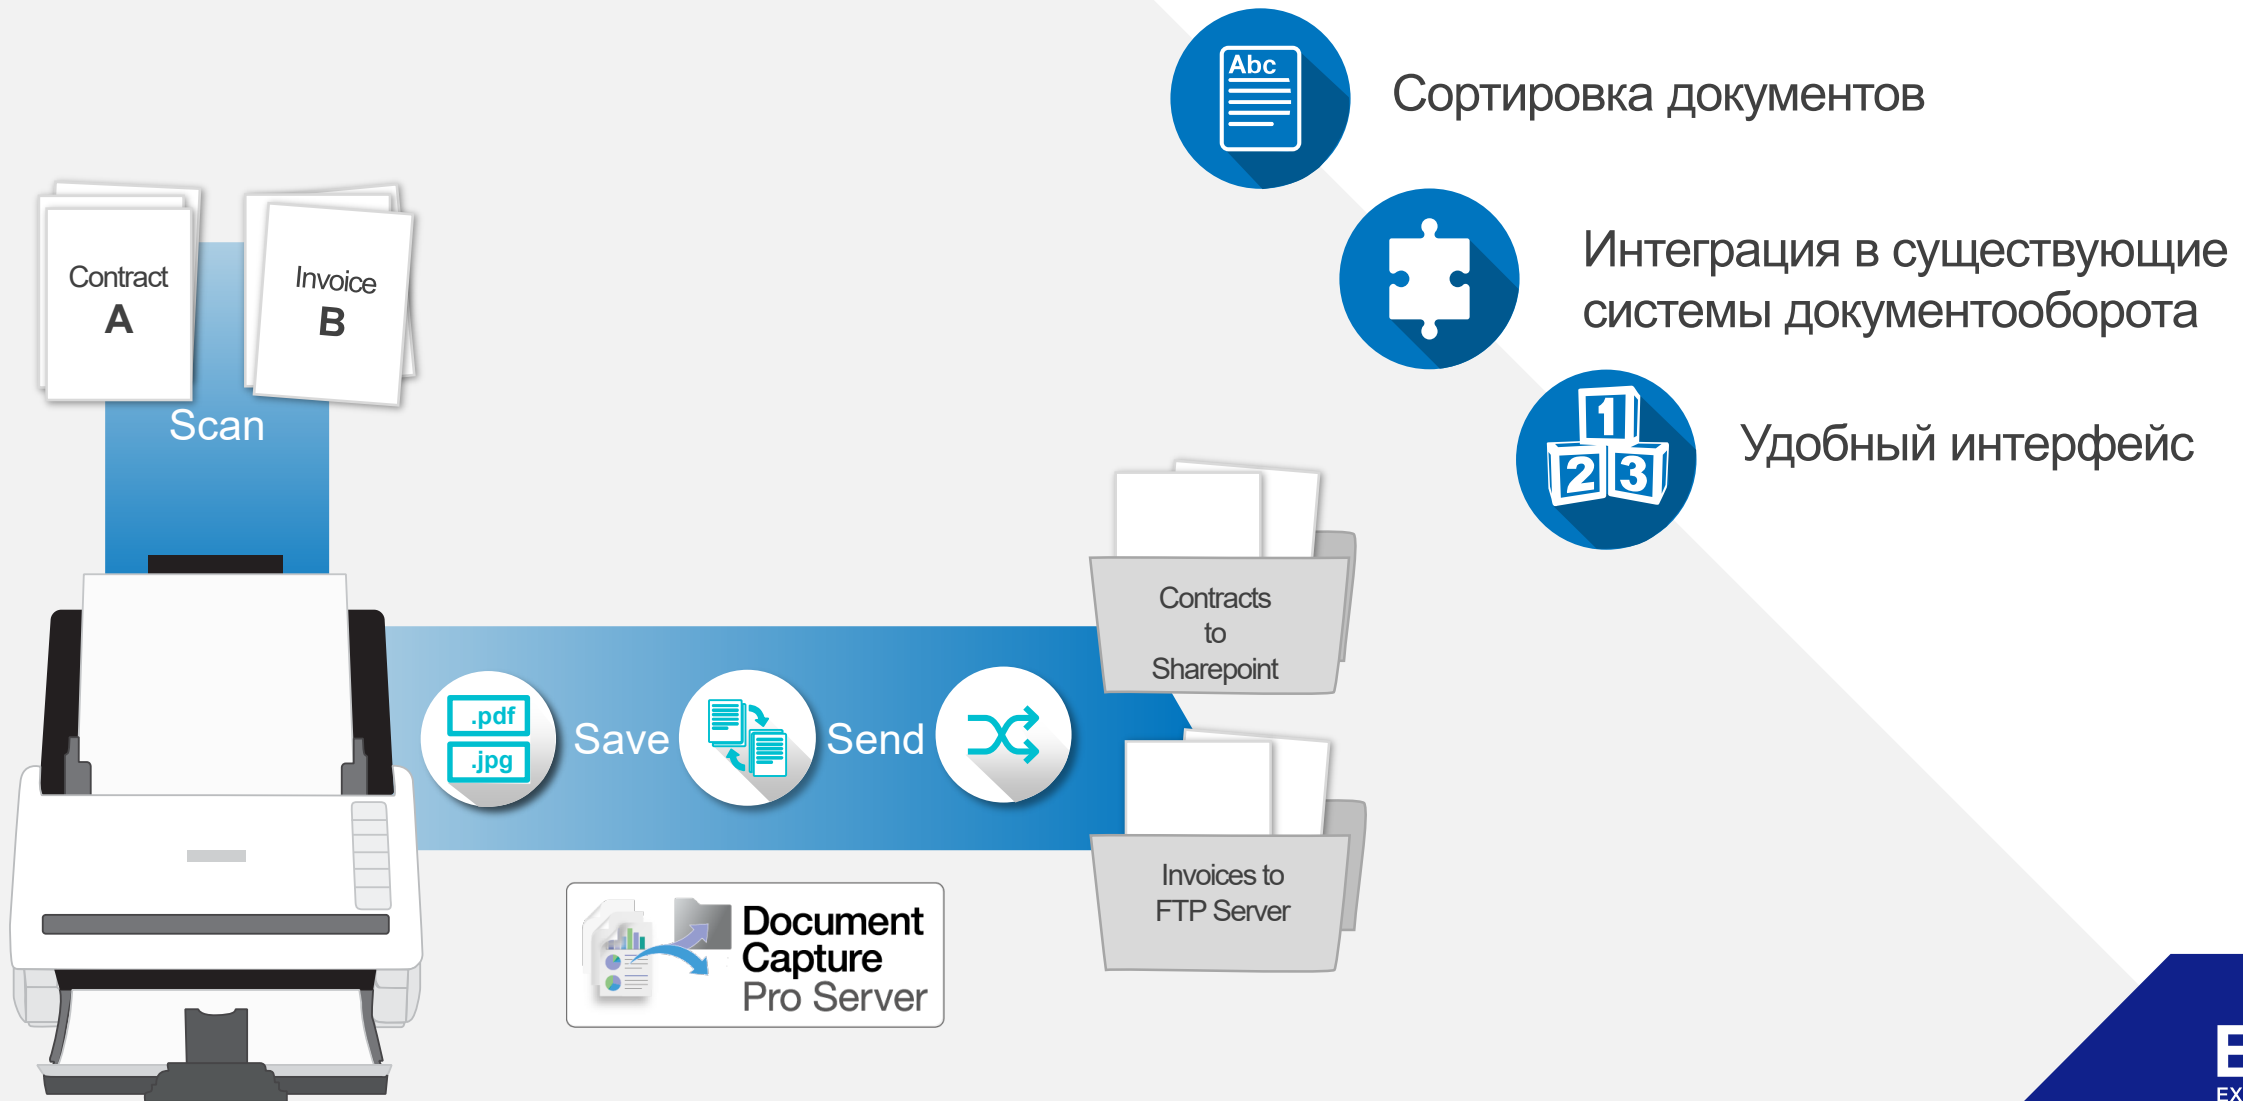 Abc
Сортировка документов
Интеграция в существующие
системы документооборота
1
2 3
Удобный интерфейс
Contract
A
Invoice
B
Scan
.pdf
.jpg
Save
Send
Contracts
to
Sharepoint
Invoices to
FTP Server
Document
Capture
Pro Server